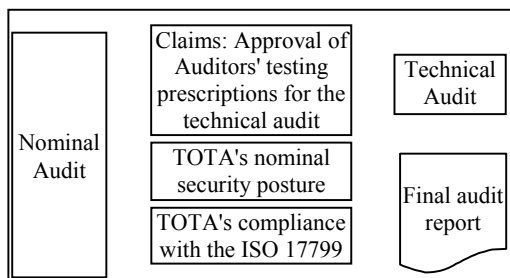 Nominal
Audit
Claims: Approval of
Auditors' testing
prescriptions for the
technical audit
TOTA's nominal
security posture
TOTA's compliance
with the ISO 17799
Technical
Audit
Final audit
report